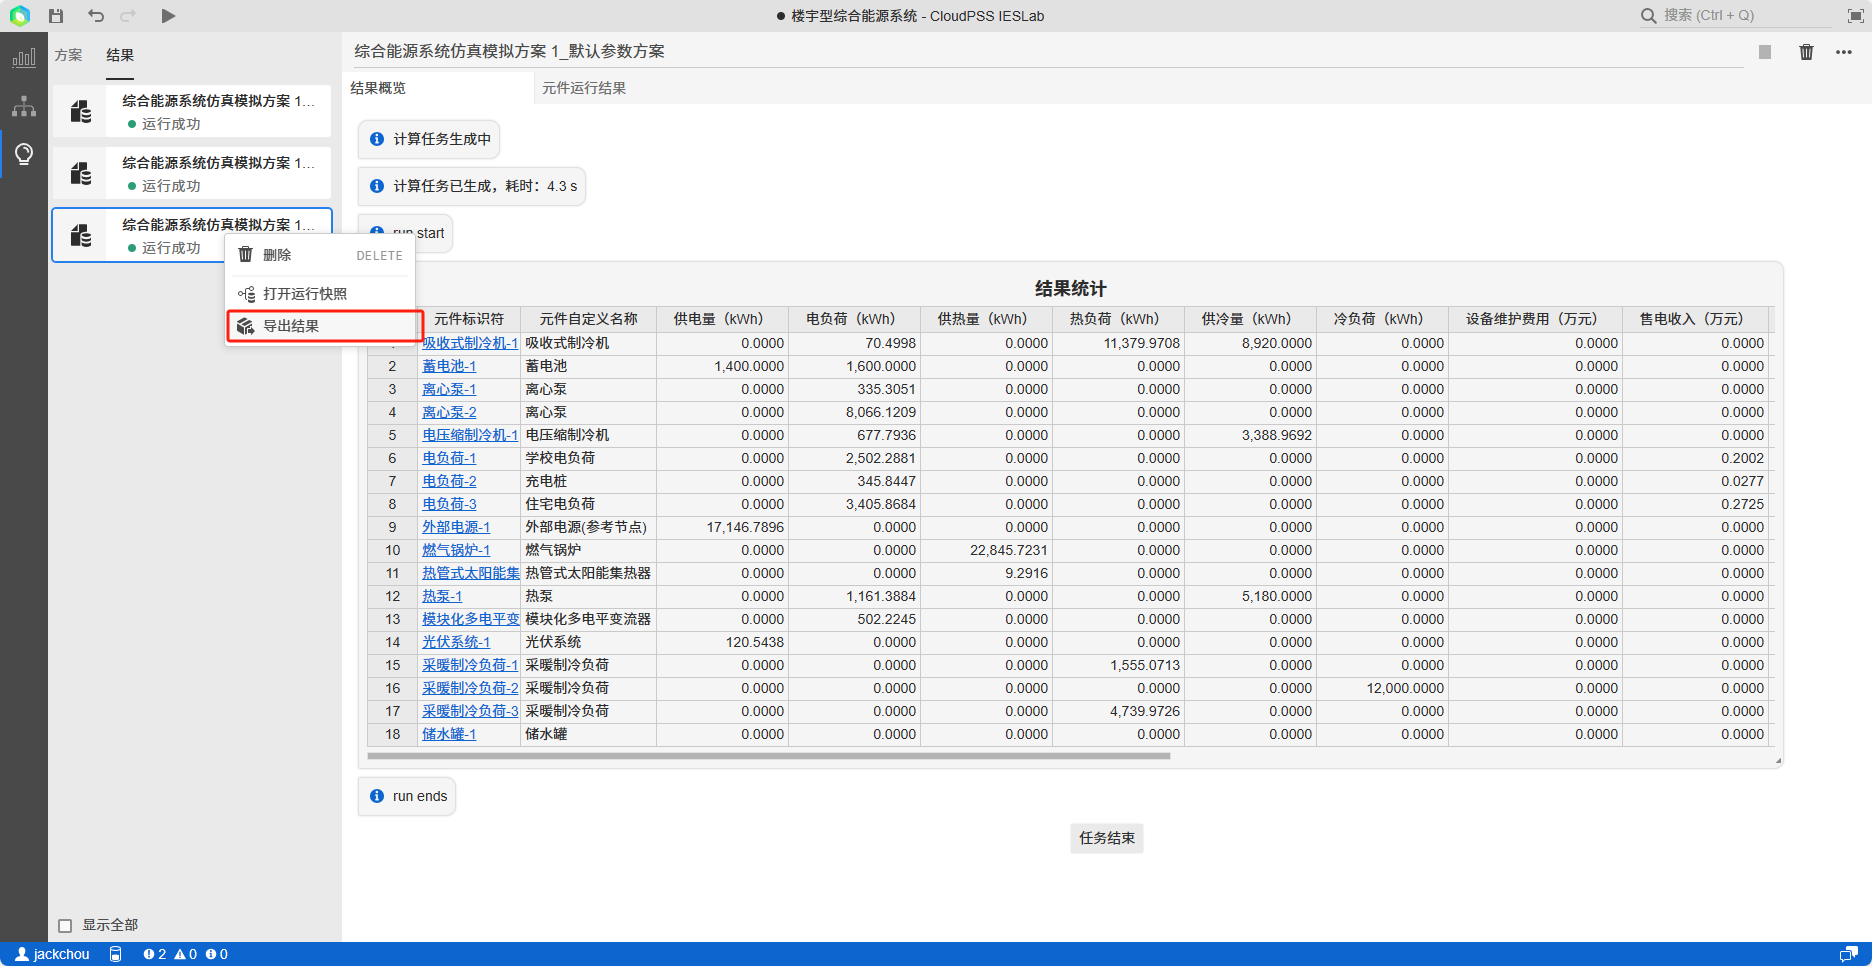 楼宇型综合能源系统 - CloudPSS IESLab
搜索 (Ctrl + Q)
方案 结果
综合能源系统仿真模拟方案 1...
运行成功
综合能源系统仿真模拟方案 1...
运行成功
综合能源系统仿真模拟方案 1...
运行成功
删除 DELETE
打开运行快照
导出结果
显示全部
综合能源系统仿真模拟方案 1_默认参数方案
结果概览 元件运行结果
计算任务生成中
计算任务已生成，耗时：4.3 s
run start
结果统计
元件标识符 元件自定义名称 供电量（kWh） 电负荷（kWh） 供热量（kWh） 热负荷（kWh） 供冷量（kWh） 冷负荷（kWh） 设备维护费用（万元） 售电收入（万元）
吸收式制冷机-1 吸收式制冷机 0.0000 70.4998 0.0000 11,379.9708 8,920.0000 0.0000 0.0000 0.0000
2 蓄电池-1 蓄电池 1,400.0000 1,600.0000 0.0000 0.0000 0.0000 0.0000 0.0000 0.0000
3 离心泵-1 离心泵 0.0000 335.3051 0.0000 0.0000 0.0000 0.0000 0.0000 0.0000
4 离心泵-2 离心泵 0.0000 8,066.1209 0.0000 0.0000 0.0000 0.0000 0.0000 0.0000
5 电压缩制冷机-1 电压缩制冷机 0.0000 677.7936 0.0000 0.0000 3,388.9692 0.0000 0.0000 0.0000
6 电负荷-1 学校电负荷 0.0000 2,502.2881 0.0000 0.0000 0.0000 0.0000 0.0000 0.2002
7 电负荷-2 充电桩 0.0000 345.8447 0.0000 0.0000 0.0000 0.0000 0.0000 0.0277
8 电负荷-3 住宅电负荷 0.0000 3,405.8684 0.0000 0.0000 0.0000 0.0000 0.0000 0.2725
9 外部电源-1 外部电源(参考节点) 17,146.7896 0.0000 0.0000 0.0000 0.0000 0.0000 0.0000 0.0000
10 燃气锅炉-1 燃气锅炉 0.0000 0.0000 22,845.7231 0.0000 0.0000 0.0000 0.0000 0.0000
11 热管式太阳能集 热管式太阳能集热器 0.0000 0.0000 9.2916 0.0000 0.0000 0.0000 0.0000 0.0000
12 热泵-1 热泵 0.0000 1,161.3884 0.0000 0.0000 5,180.0000 0.0000 0.0000 0.0000
13 模块化多电平变 模块化多电平变流器 0.0000 502.2245 0.0000 0.0000 0.0000 0.0000 0.0000 0.0000
14 光伏系统-1 光伏系统 120.5438 0.0000 0.0000 0.0000 0.0000 0.0000 0.0000 0.0000
15 采暖制冷负荷-1 采暖制冷负荷 0.0000 0.0000 0.0000 1,555.0713 0.0000 0.0000 0.0000 0.0000
16 采暖制冷负荷-2 采暖制冷负荷 0.0000 0.0000 0.0000 0.0000 0.0000 12,000.0000 0.0000 0.0000
17 采暖制冷负荷-3 采暖制冷负荷 0.0000 0.0000 0.0000 4,739.9726 0.0000 0.0000 0.0000 0.0000
18 储水罐-1 储水罐 0.0000 0.0000 0.0000 0.0000 0.0000 0.0000 0.0000 0.0000
run ends
任务结束
jackchou 2 0 0